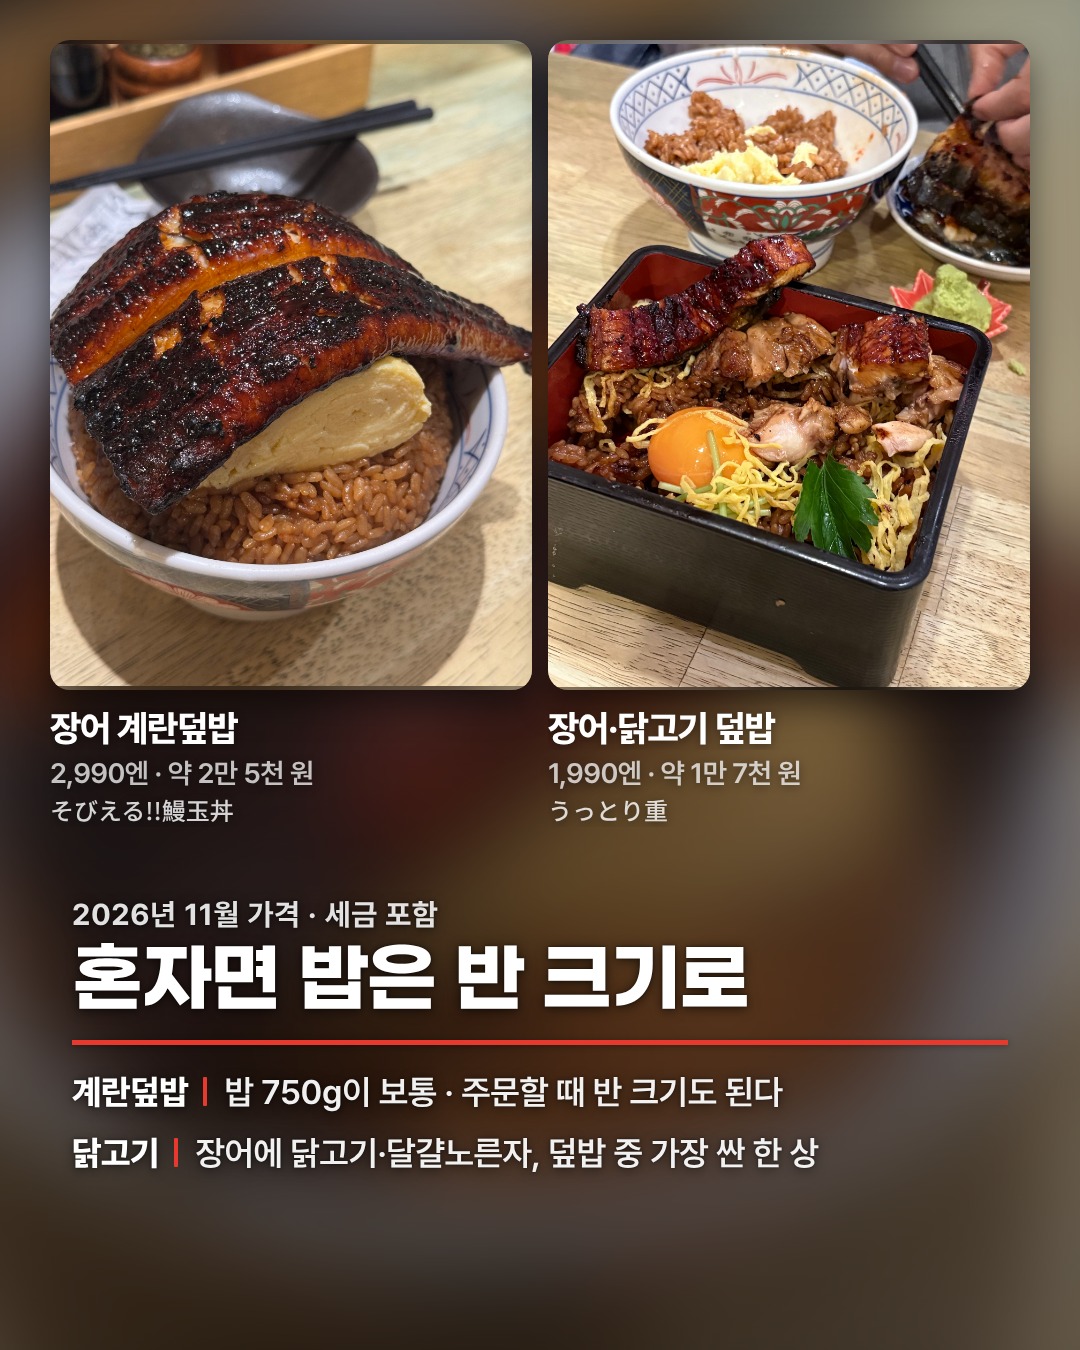 장어 계란덮밥
2,990엔 · 약 2만 5천 원
そびえる!!鰻玉丼
장어·닭고기 덮밥
1,990엔 · 약 1만 7천 원
うっとり重
2026년 11월 가격 · 세금 포함
혼자면 밥은 반 크기로
계란덮밥 | 밥 750g이 보통 · 주문할 때 반 크기도 된다
닭고기 | 장어에 닭고기·달걀노른자, 덮밥 중 가장 싼 한 상